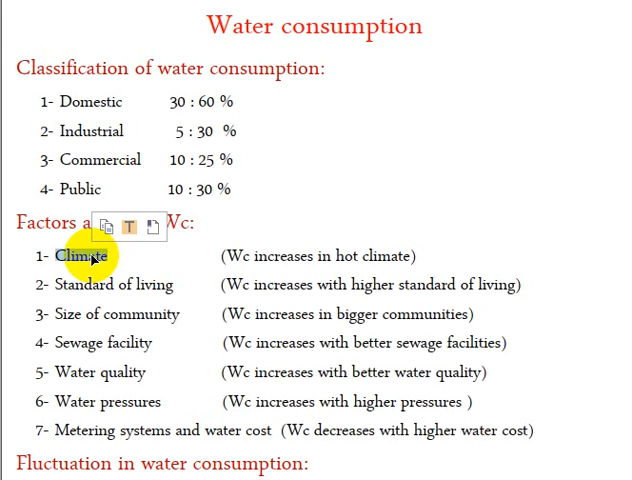 Water consumption
Classification of water consumption:
1- Domestic 30 : 60 %
2- Industrial 5 : 30 %
3- Commercial 10 : 25 %
4- Public 10 : 30 %
Factors a Wc:
1- Climate (Wc increases in hot climate)
2- Standard of living (Wc increases with higher standard of living)
3- Size of community (Wc increases in bigger communities)
4- Sewage facility (Wc increases with better sewage facilities)
5- Water quality (Wc increases with better water quality)
6- Water pressures (Wc increases with higher pressures )
7- Metering systems and water cost (Wc decreases with higher water cost)
Fluctuation in water consumption: